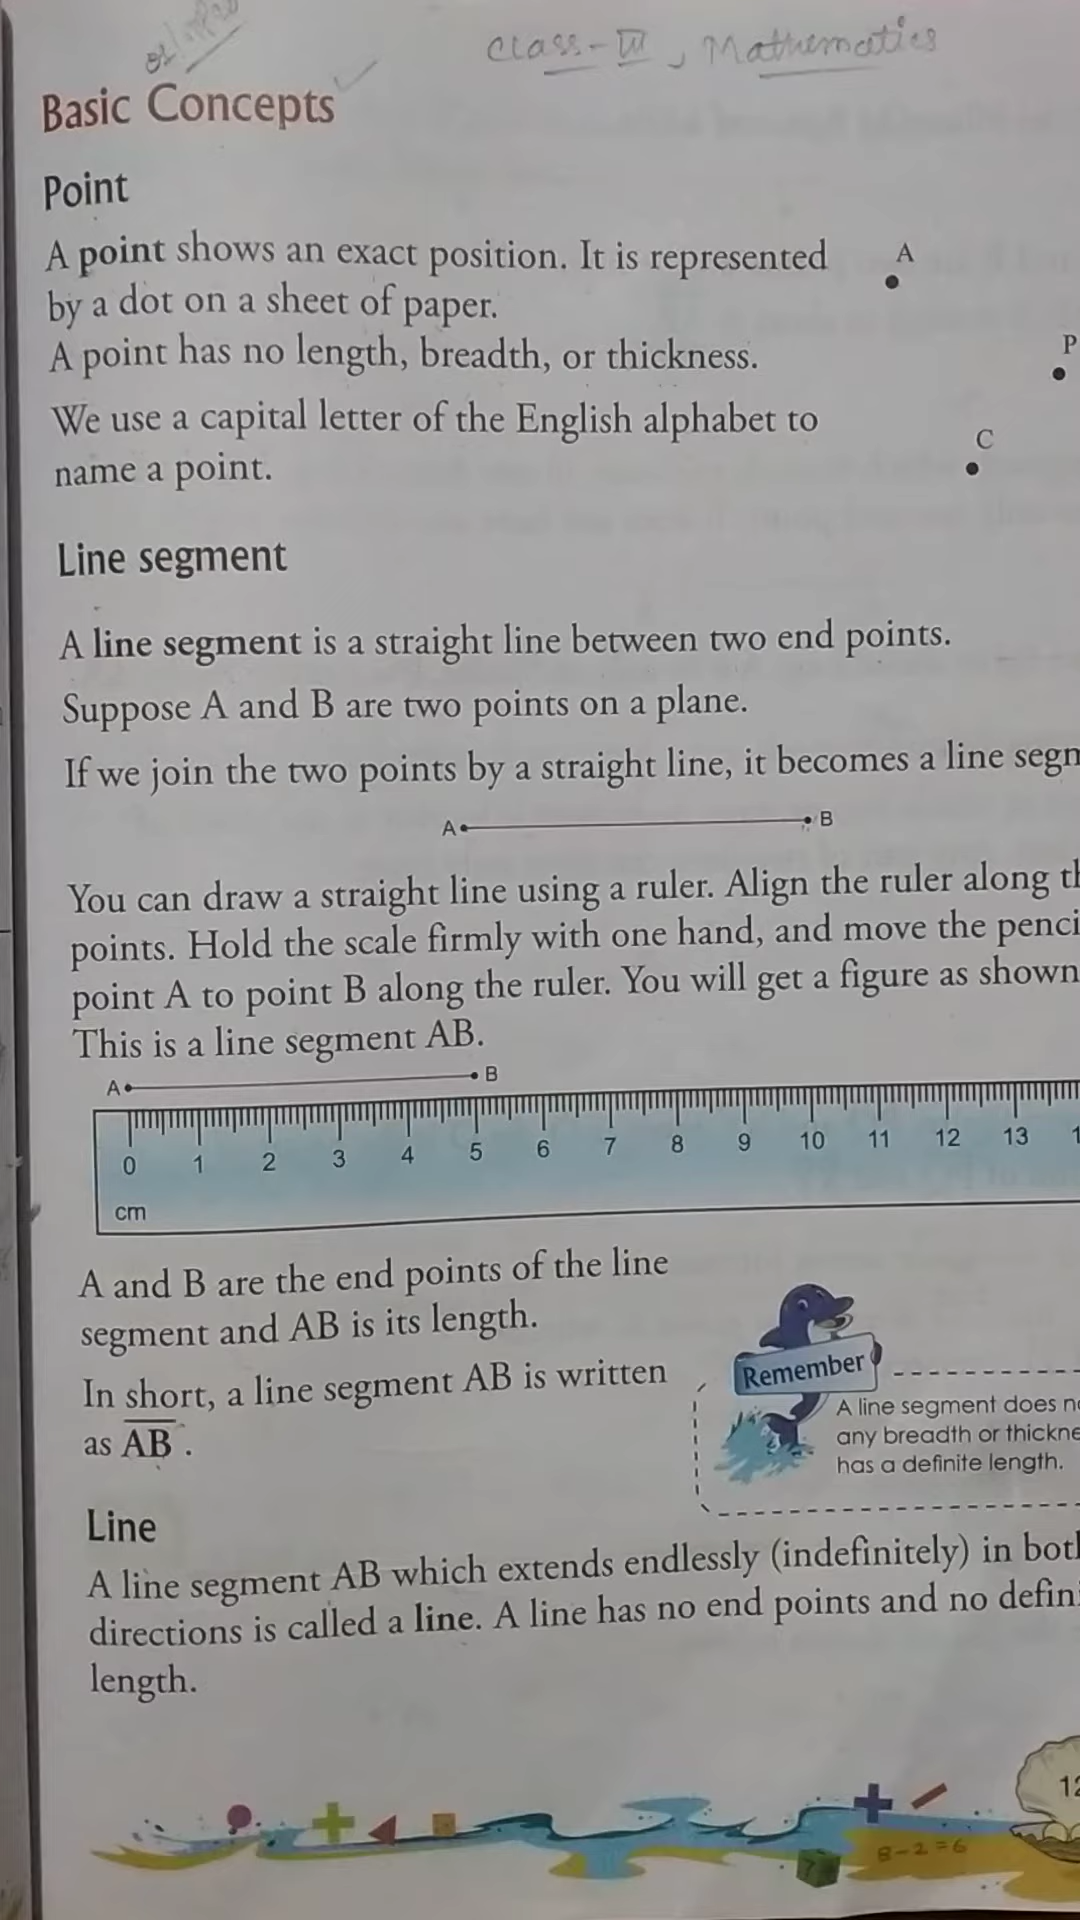 Class-III, Mathematics
Basic Concepts
Point
A point shows an exact position. It is represented
by a dot on a sheet of paper.
A
A point has no length, breadth, or thickness.
P
We use a capital letter of the English alphabet to
name a point.
C
Line segment
A line segment is a straight line between two end points.
Suppose A and B are two points on a plane.
If we join the two points by a straight line, it becomes a line segm
A B
You can draw a straight line using a ruler. Align the ruler along th
points. Hold the scale firmly with one hand, and move the penci
point A to point B along the ruler. You will get a figure as shown
This is a line segment AB.
A B
0 1 2 3 4 5 6 7 8 9 10 11 12 13 1
cm
A and B are the end points of the line
segment and AB is its length.
In short, a line segment AB is written
as A̅B̅.
Remember
A line segment does no
any breadth or thickne
has a definite length.
Line
A line segment AB which extends endlessly (indefinitely) in both
directions is called a line. A line has no end points and no defini
length.
12
8-2=6
7